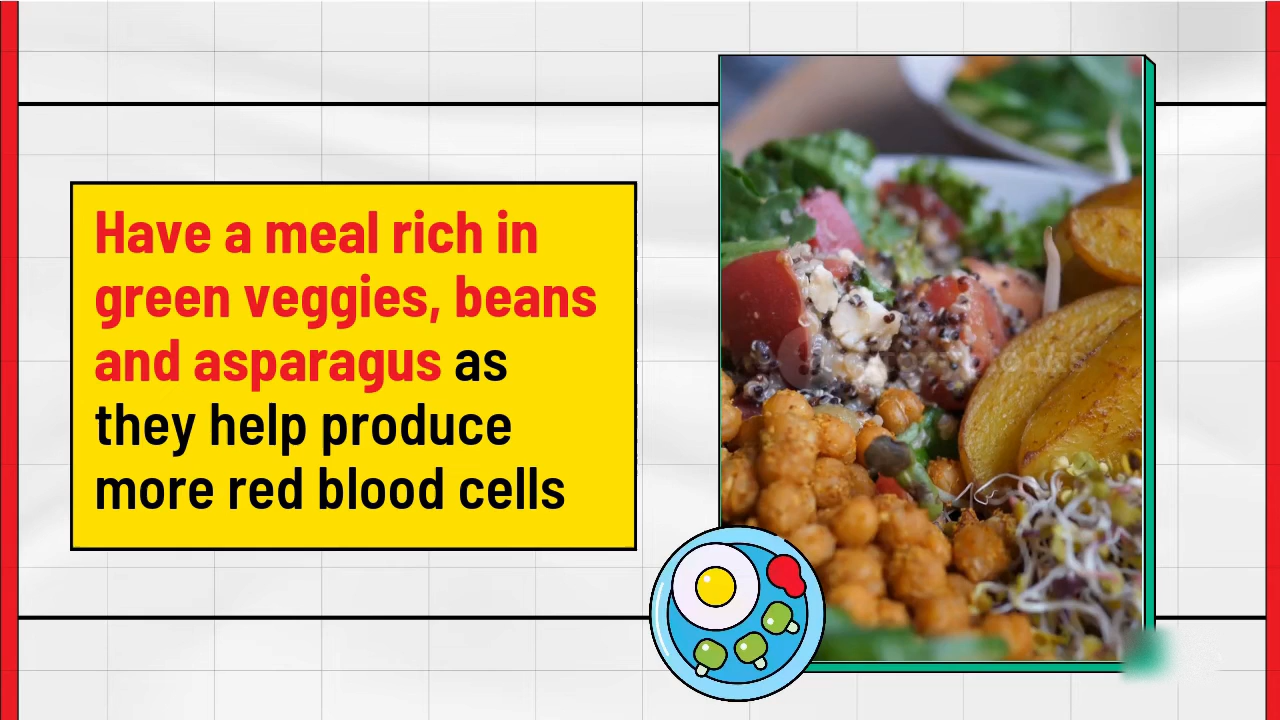 Have a meal rich in
green veggies, beans
and asparagus as
they help produce
more red blood cells